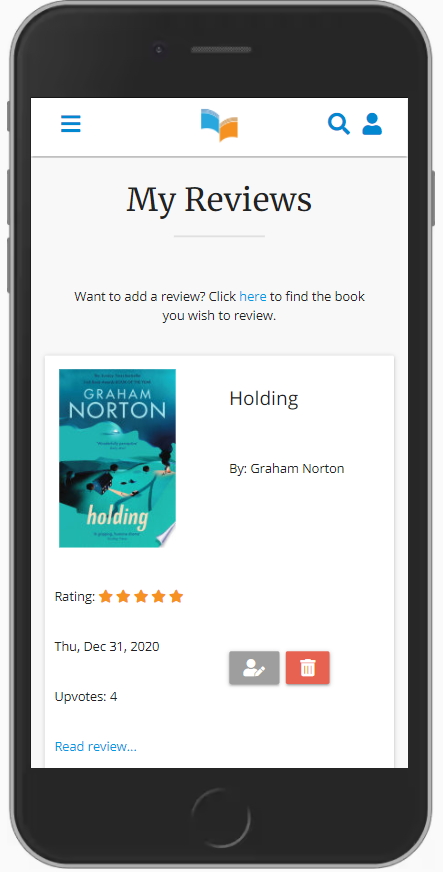 My Reviews
Want to add a review? Click here to find the book
you wish to review.
GRAHAM
NORTON
holding
Holding
By: Graham Norton
Rating:
Thu, Dec 31, 2020
Upvotes: 4
Read review...